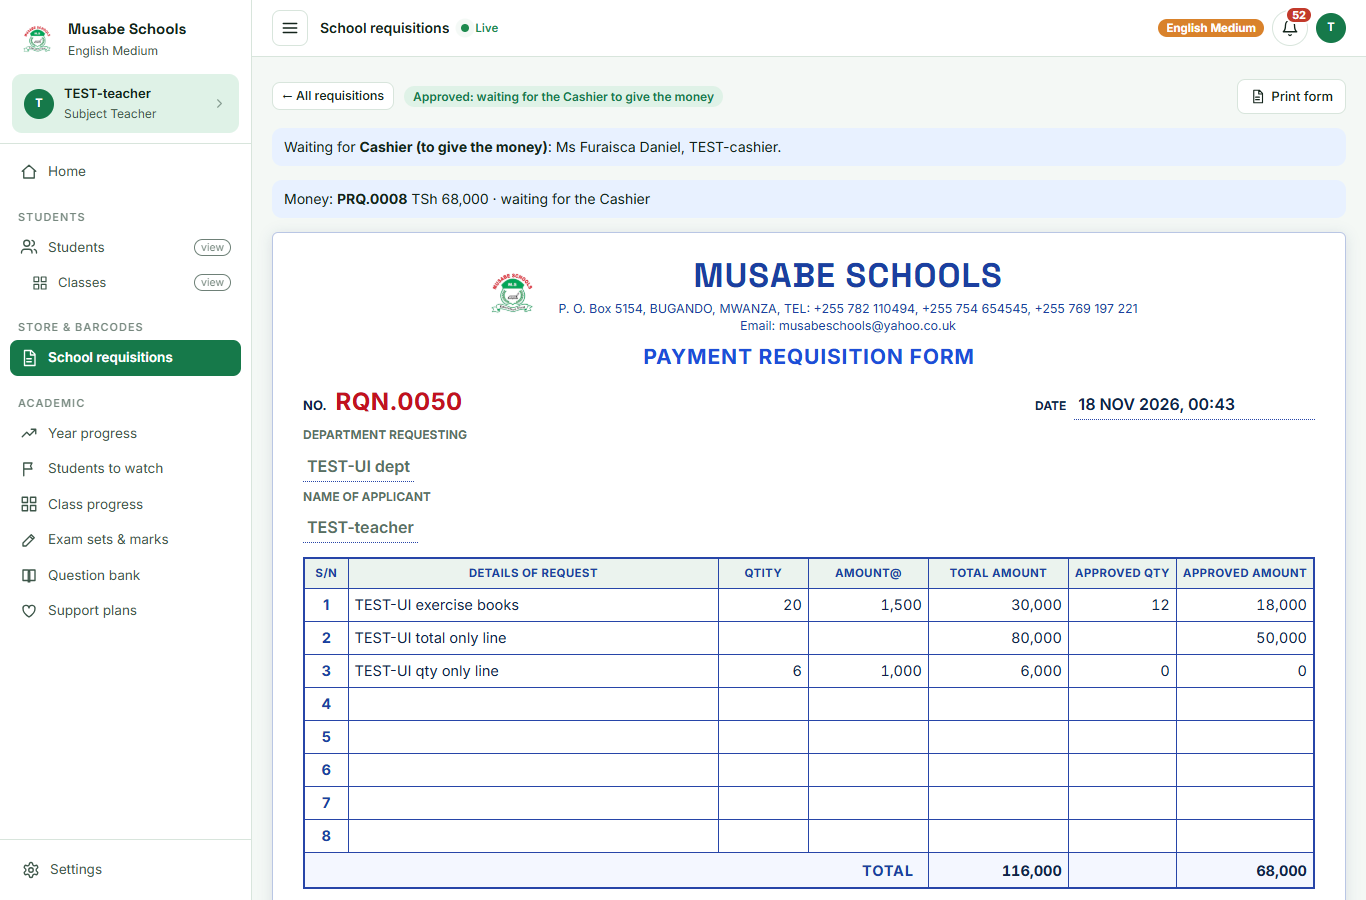 Musabe Schools
English Medium
T
TEST-teacher
Subject Teacher
Home
STUDENTS
Students
view
Classes
view
STORE & BARCODES
School requisitions
ACADEMIC
Year progress
Students to watch
Class progress
Exam sets & marks
Question bank
Support plans
Settings
School requisitions
Live
English Medium
52
T
← All requisitions
Approved: waiting for the Cashier to give the money
Print form
Waiting for Cashier (to give the money): Ms Furaisca Daniel, TEST-cashier.
Money: PRQ.0008 TSh 68,000 · waiting for the Cashier
MUSABE SCHOOLS
P. O. Box 5154, BUGANDO, MWANZA, TEL: +255 782 110494, +255 754 654545, +255 769 197 221
Email: musabeschools@yahoo.co.uk
PAYMENT REQUISITION FORM
NO. RQN.0050
DATE 18 NOV 2026, 00:43
DEPARTMENT REQUESTING
TEST-UI dept
NAME OF APPLICANT
TEST-teacher
S/N DETAILS OF REQUEST QTITY AMOUNT@ TOTAL AMOUNT APPROVED QTY APPROVED AMOUNT
1 TEST-UI exercise books 20 1,500 30,000 12 18,000
2 TEST-UI total only line 80,000 50,000
3 TEST-UI qty only line 6 1,000 6,000 0 0
4
5
6
7
8
TOTAL 116,000 68,000